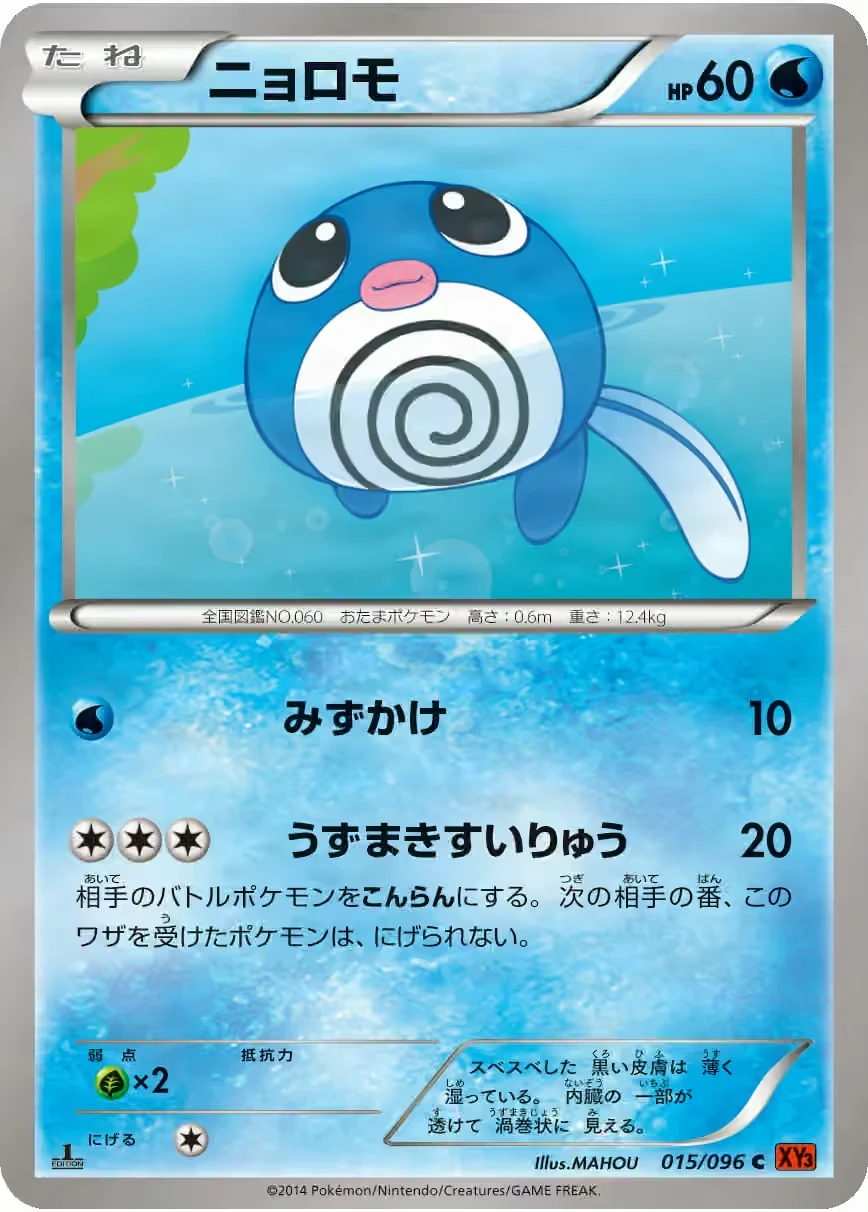 たね ニョロモ HP60
全国図鑑NO.060 おたまポケモン 高さ：0.6m 重さ：12.4kg
みずかけ 10
うずまきすいりゅう 20
相手のバトルポケモンをこんらんにする。次の相手の番、この
ワザを受けたポケモンは、にげられない。
弱点 抵抗力
×2
にげる
スベスベした 黒い皮膚は 薄く
湿っている。 内臓の 一部が
透けて 渦巻状に 見える。
1 EDITION
Illus.MAHOU 015/096 C XY3
©2014 Pokémon/Nintendo/Creatures/GAME FREAK.